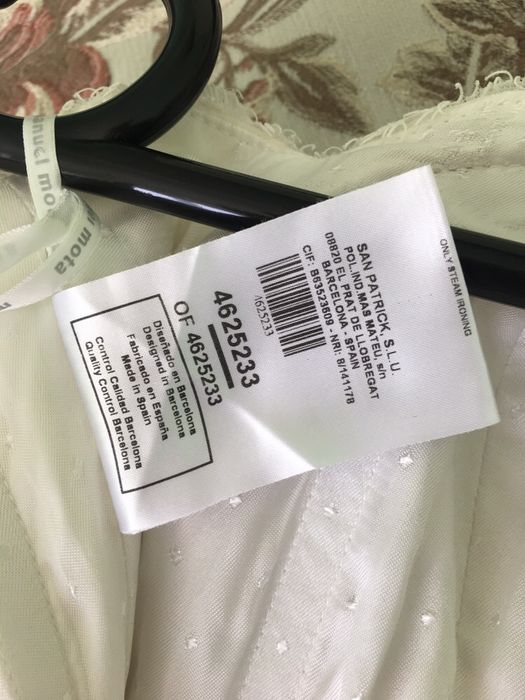 ONLY STEAM IRONING
SAN PATRICK, S.L.U.
POL.IND.MAS MATEU, s/n
08820 EL PRAT DE LLOBREGAT
BARCELONA - SPAIN
CIF: B63523609 - NRI: 8/141178
4625233
4625233
OF 4625233
Diseñado en Barcelona
Designed in Barcelona
Fabricado en España
Made in Spain
Control Calidad Barcelona
Quality Control Barcelona
mota